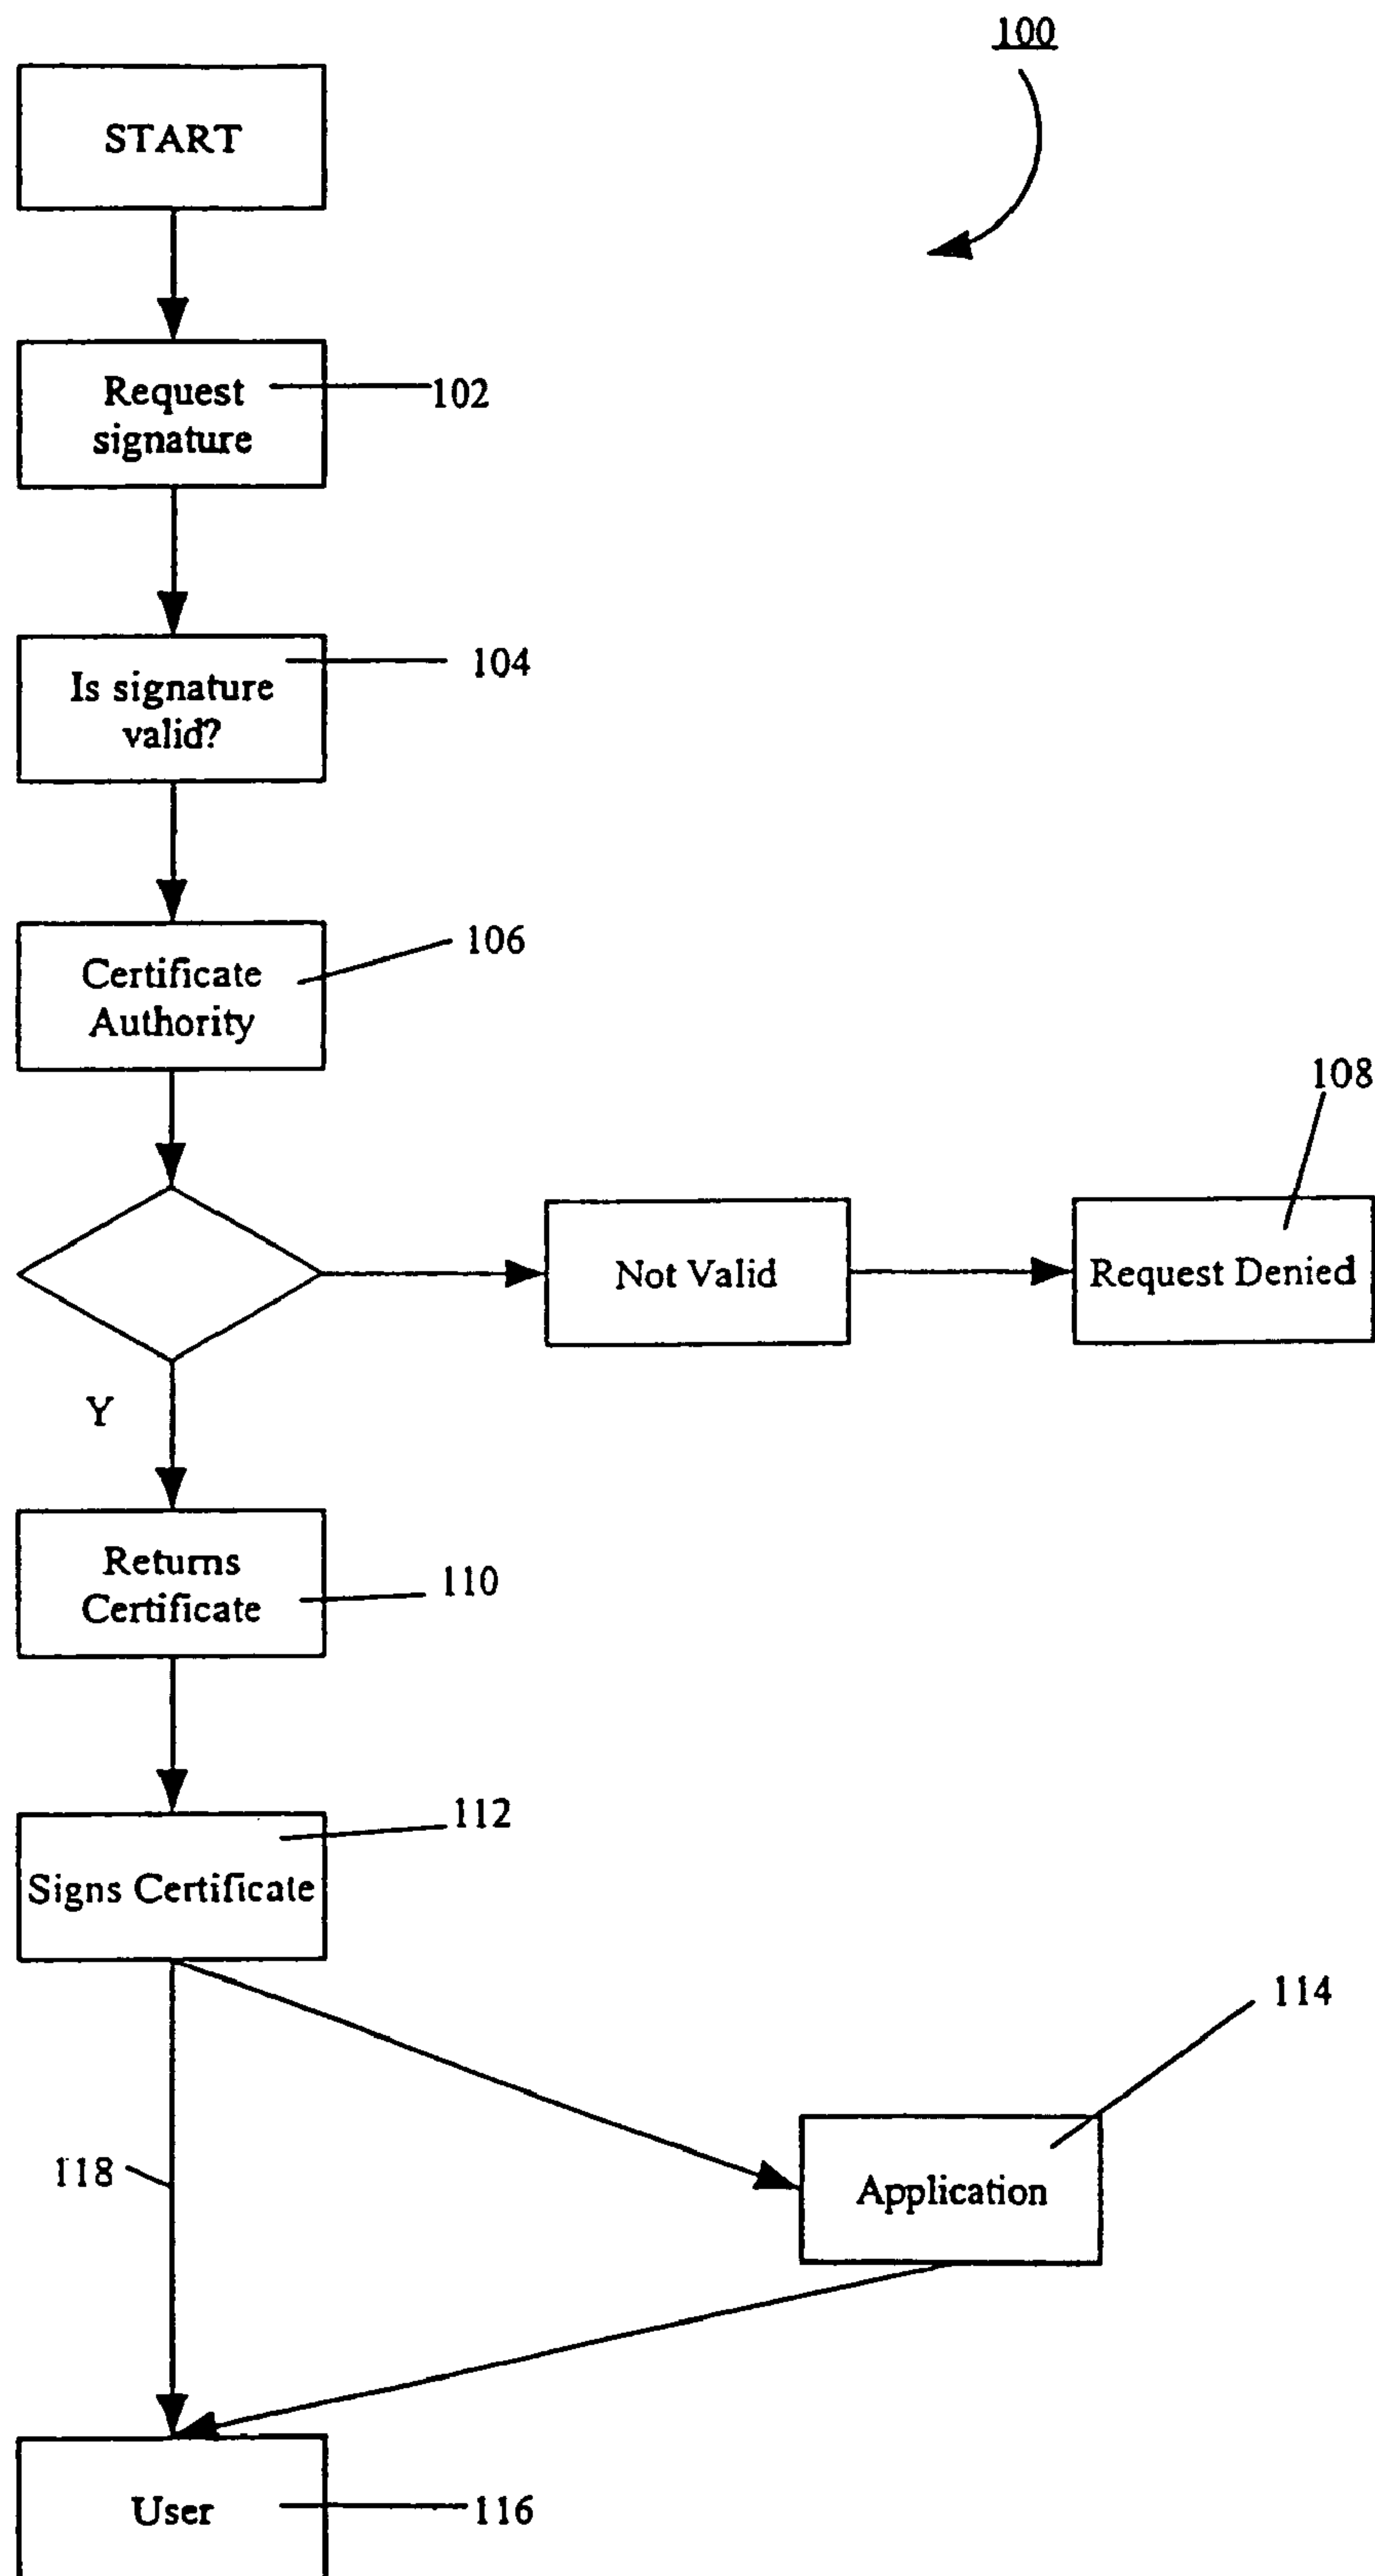 100
START
Request
signature
102
Is signature
valid?
104
Certificate
Authority
106
108
Not Valid
Request Denied
Y
Returns
Certificate
110
Signs Certificate
112
114
118
Application
User
116